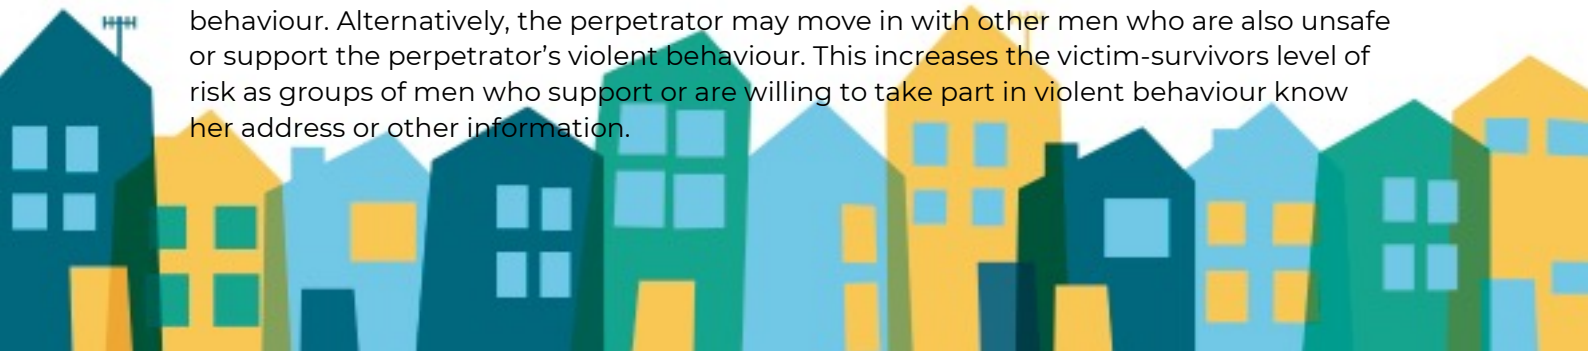 behaviour. Alternatively, the perpetrator may move in with other men who are also unsafe
or support the perpetrator’s violent behaviour. This increases the victim-survivors level of
risk as groups of men who support or are willing to take part in violent behaviour know
her address or other information.